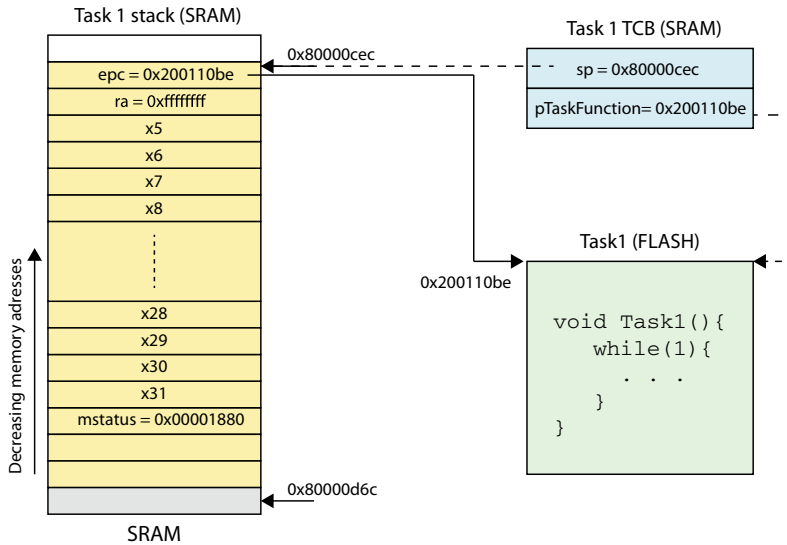 Task 1 stack (SRAM)
epc = 0x200110be
ra = 0xffffffff
x5
x6
x7
x8
x28
x29
x30
x31
mstatus = 0x00001880
SRAM
Decreasing memory adresses
0x80000cec
0x80000d6c
Task 1 TCB (SRAM)
sp = 0x80000cec
pTaskFunction= 0x200110be
Task1 (FLASH)
0x200110be
void Task1(){
while(1){
. . .
}
}